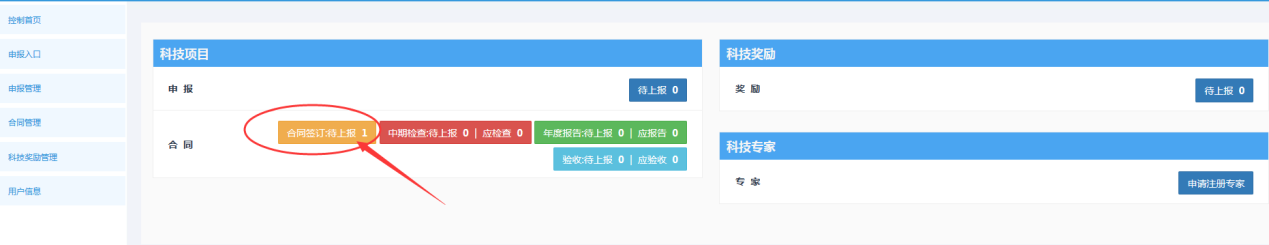 控制首页
申报入口
申报管理
合同管理
科技奖励管理
用户信息
科技项目
申 报
待上报 0
合 同
合同签订:待上报 1
中期检查:待上报 0 | 应检查 0
年度报告:待上报 0 | 应报告 0
验收:待上报 0 | 应验收 0
科技奖励
奖 励
待上报 0
科技专家
专 家
申请注册专家